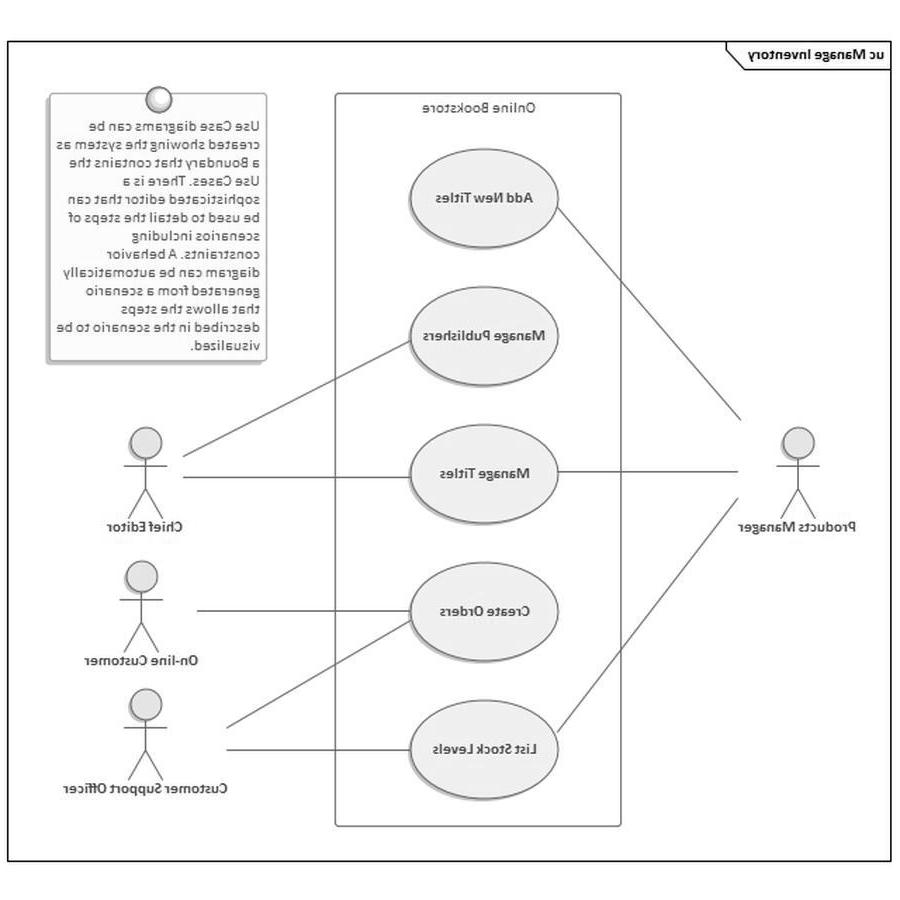 uc Manage Inventory
Online Bookstore
Use Case diagrams can be
created showing the system as
a Boundary that contains the
Use Cases. There is a
sophisticated editor that can
be used to detail the steps of
scenarios including
constraints. A behavior
diagram can be automatically
generated from a scenario
that allows the steps
described in the scenario to be
visualized.
Add New Titles
Manage Publishers
Manage Titles
Create Orders
List Stock Levels
Products Manager
Chief Editor
On-line Customer
Customer Support Officer